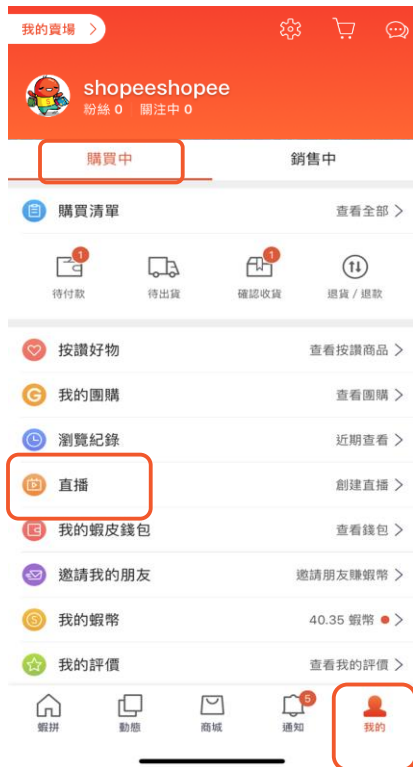 我的賣場 >
shopeeshopee
粉絲 0 關注中 0
購買中 銷售中
購買清單 查看全部 >
1 1
待付款 待出貨 確認收貨 退貨 / 退款
按讚好物 查看按讚商品 >
我的團購 查看團購 >
瀏覽紀錄 近期查看 >
直播 創建直播 >
我的蝦皮錢包 查看錢包 >
邀請我的朋友 邀請朋友賺蝦幣 >
我的蝦幣 40.35 蝦幣 >
我的評價 查看我的評價 >
5
蝦拼 動態 商城 通知 我的